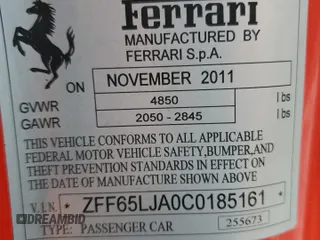 Ferrari
MANUFACTURED BY
FERRARI S.p.A.
ON NOVEMBER 2011
GVWR 4850 lbs
GAWR 2050 - 2845 lbs
THIS VEHICLE CONFORMS TO ALL APPLICABLE
FEDERAL MOTOR VEHICLE SAFETY,BUMPER,AND
THEFT PREVENTION STANDARDS IN EFFECT ON
THE DATE OF MANUFACTURE SHOWN ABOVE
V.I.N. * ZFF65LJA0C0185161 *
TYPE: PASSENGER CAR 255673
DREAMBID